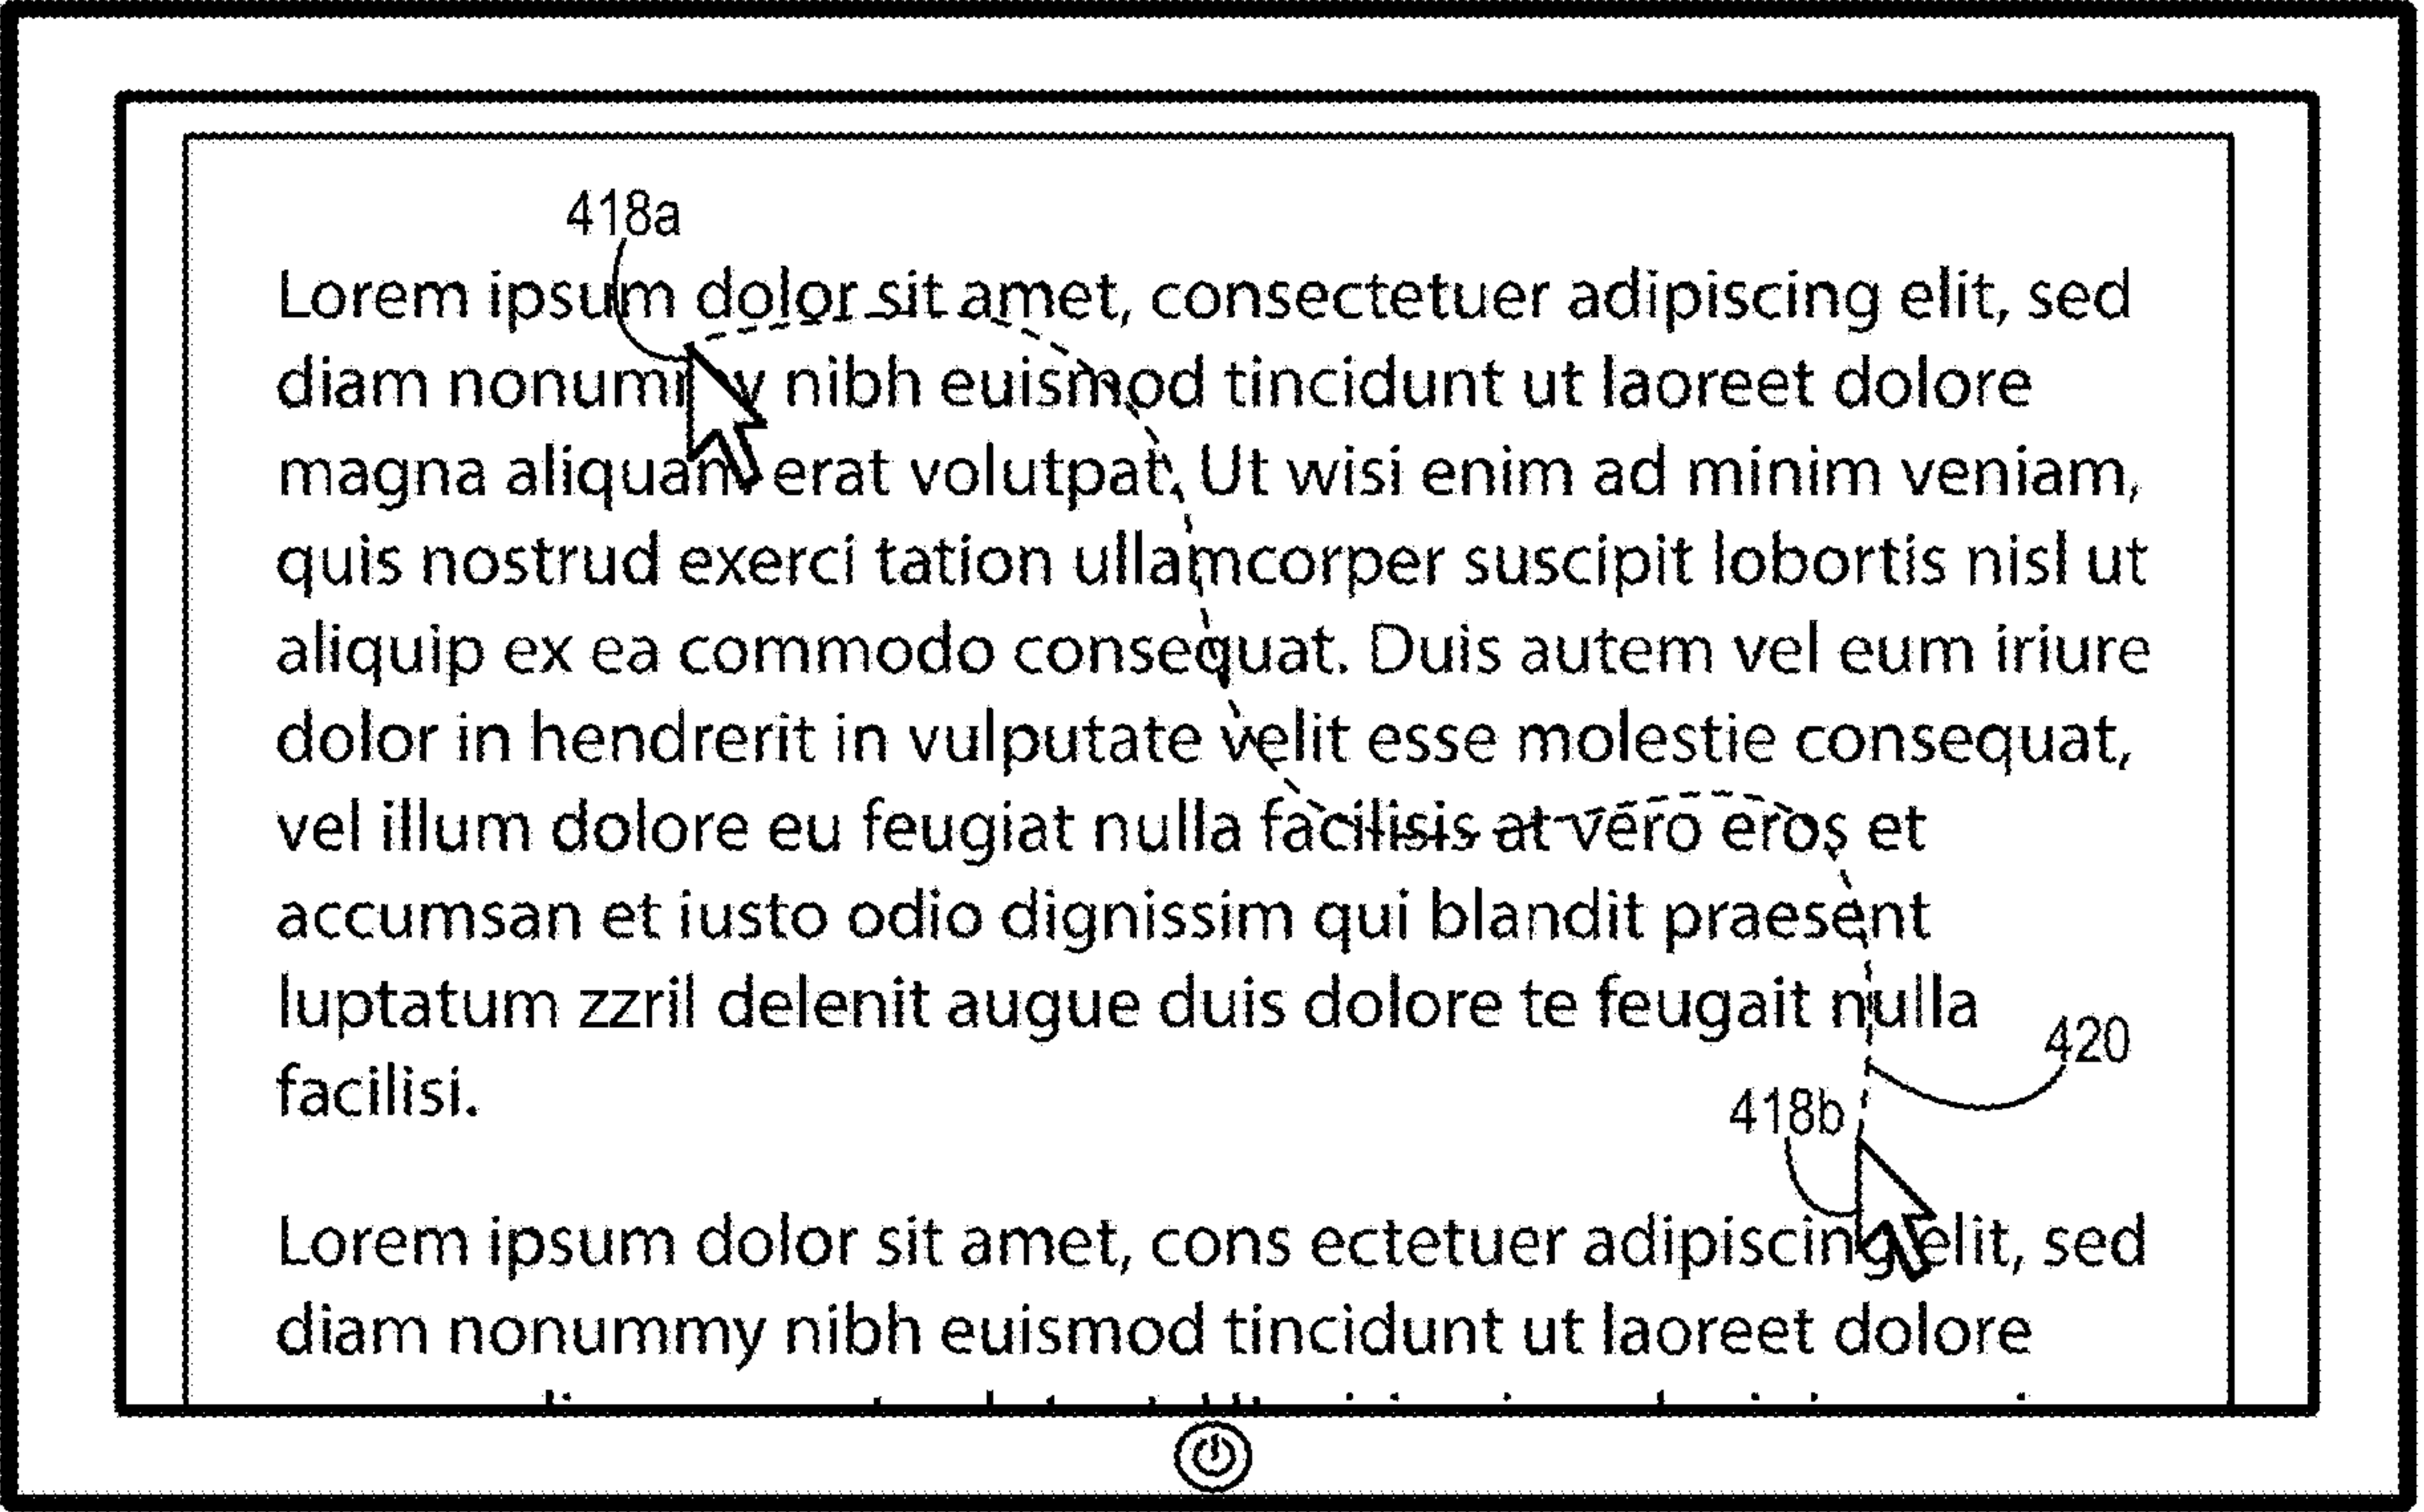 418a
Lorem ipsum dolor sit amet, consectetuer adipiscing elit, sed
diam nonummy nibh euismod tincidunt ut laoreet dolore
magna aliquam erat volutpat. Ut wisi enim ad minim veniam,
quis nostrud exerci tation ullamcorper suscipit lobortis nisl ut
aliquip ex ea commodo consequat. Duis autem vel eum iriure
dolor in hendrerit in vulputate velit esse molestie consequat,
vel illum dolore eu feugiat nulla facilisis at vero eros et
accumsan et iusto odio dignissim qui blandit praesent
luptatum zzril delenit augue duis dolore te feugait nulla
420
facilisi.
418b
Lorem ipsum dolor sit amet, cons ectetuer adipiscing elit, sed
diam nonummy nibh euismod tincidunt ut laoreet dolore